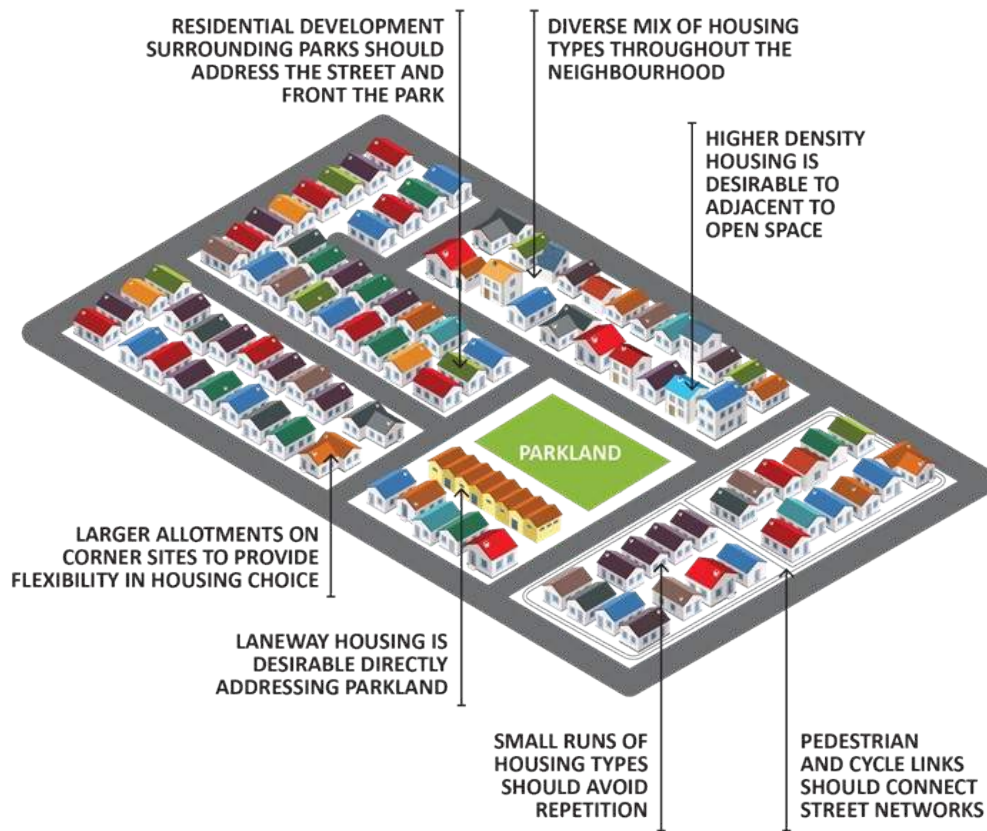 RESIDENTIAL DEVELOPMENT
SURROUNDING PARKS SHOULD
ADDRESS THE STREET AND
FRONT THE PARK
DIVERSE MIX OF HOUSING
TYPES THROUGHOUT THE
NEIGHBOURHOOD
HIGHER DENSITY
HOUSING IS
DESIRABLE TO
ADJACENT TO
OPEN SPACE
PARKLAND
LARGER ALLOTMENTS ON
CORNER SITES TO PROVIDE
FLEXIBILITY IN HOUSING CHOICE
LANEWAY HOUSING IS
DESIRABLE DIRECTLY
ADDRESSING PARKLAND
SMALL RUNS OF
HOUSING TYPES
SHOULD AVOID
REPETITION
PEDESTRIAN
AND CYCLE LINKS
SHOULD CONNECT
STREET NETWORKS